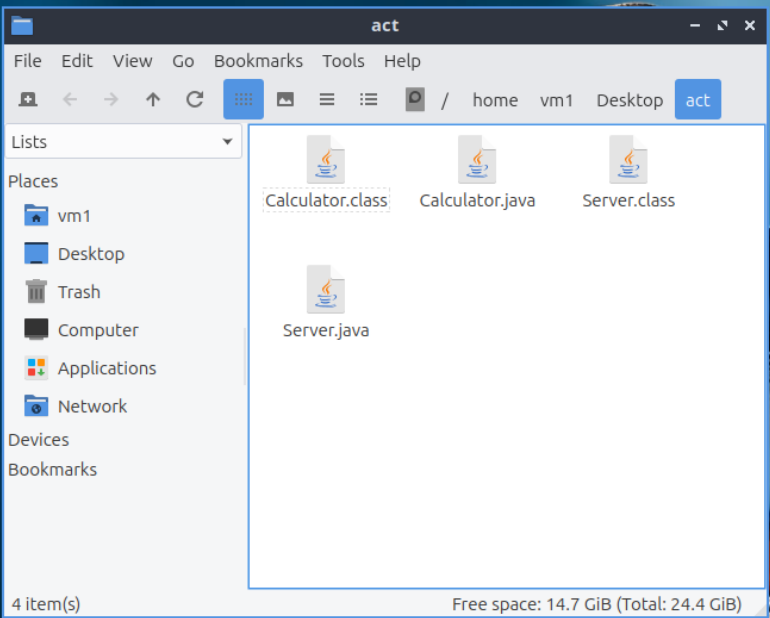 act
File Edit View Go Bookmarks Tools Help
/ home vm1 Desktop act
Lists
Places
vm1
Desktop
Trash
Computer
Applications
Network
Devices
Bookmarks
Calculator.class Calculator.java Server.class
Server.java
4 item(s) Free space: 14.7 GiB (Total: 24.4 GiB)